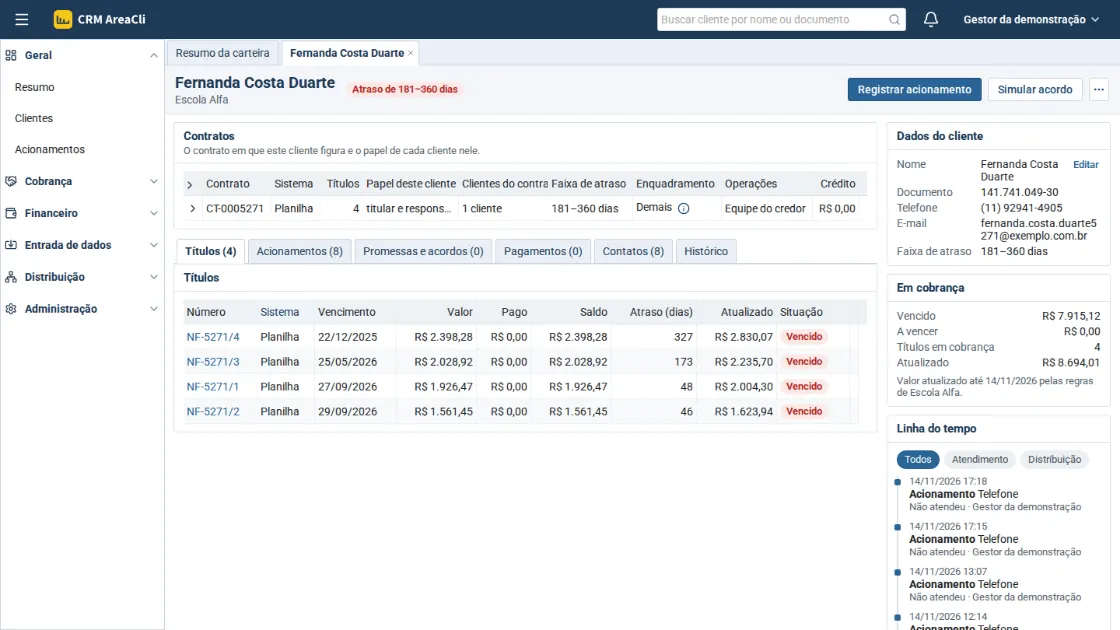 CRM AreaCli
Buscar cliente por nome ou documento
Gestor da demonstração
Geral
Resumo
Clientes
Acionamentos
Cobrança
Financeiro
Entrada de dados
Distribuição
Administração
Resumo da carteira
Fernanda Costa Duarte ×
Fernanda Costa Duarte
Atraso de 181–360 dias
Escola Alfa
Registrar acionamento
Simular acordo
...
Contratos
O contrato em que este cliente figura e o papel de cada cliente nele.
Contrato Sistema Títulos Papel deste cliente Clientes do contra Faixa de atraso Enquadramento Operações Crédito
CT-0005271 Planilha 4 titular e respons... 1 cliente 181–360 dias Demais Equipe do credor R$ 0,00
Títulos (4) Acionamentos (8) Promessas e acordos (0) Pagamentos (0) Contatos (8) Histórico
Títulos
Número Sistema Vencimento Valor Pago Saldo Atraso (dias) Atualizado Situação
NF-5271/4 Planilha 22/12/2025 R$ 2.398,28 R$ 0,00 R$ 2.398,28 327 R$ 2.830,07 Vencido
NF-5271/3 Planilha 25/05/2026 R$ 2.028,92 R$ 0,00 R$ 2.028,92 173 R$ 2.235,70 Vencido
NF-5271/1 Planilha 27/09/2026 R$ 1.926,47 R$ 0,00 R$ 1.926,47 48 R$ 2.004,30 Vencido
NF-5271/2 Planilha 29/09/2026 R$ 1.561,45 R$ 0,00 R$ 1.561,45 46 R$ 1.623,94 Vencido
Dados do cliente
Nome Fernanda Costa Editar
Duarte
Documento 141.741.049-30
Telefone (11) 92941-4905
E-mail fernanda.costa.duarte5
271@exemplo.com.br
Faixa de atraso 181–360 dias
Em cobrança
Vencido R$ 7.915,12
A vencer R$ 0,00
Títulos em cobrança 4
Atualizado R$ 8.694,01
Valor atualizado até 14/11/2026 pelas regras
de Escola Alfa.
Linha do tempo
Todos Atendimento Distribuição
14/11/2026 17:18
Acionamento Telefone
Não atendeu · Gestor da demonstração
14/11/2026 17:15
Acionamento Telefone
Não atendeu · Gestor da demonstração
14/11/2026 13:07
Acionamento Telefone
Não atendeu · Gestor da demonstração
14/11/2026 12:14
Acionamento Telefone